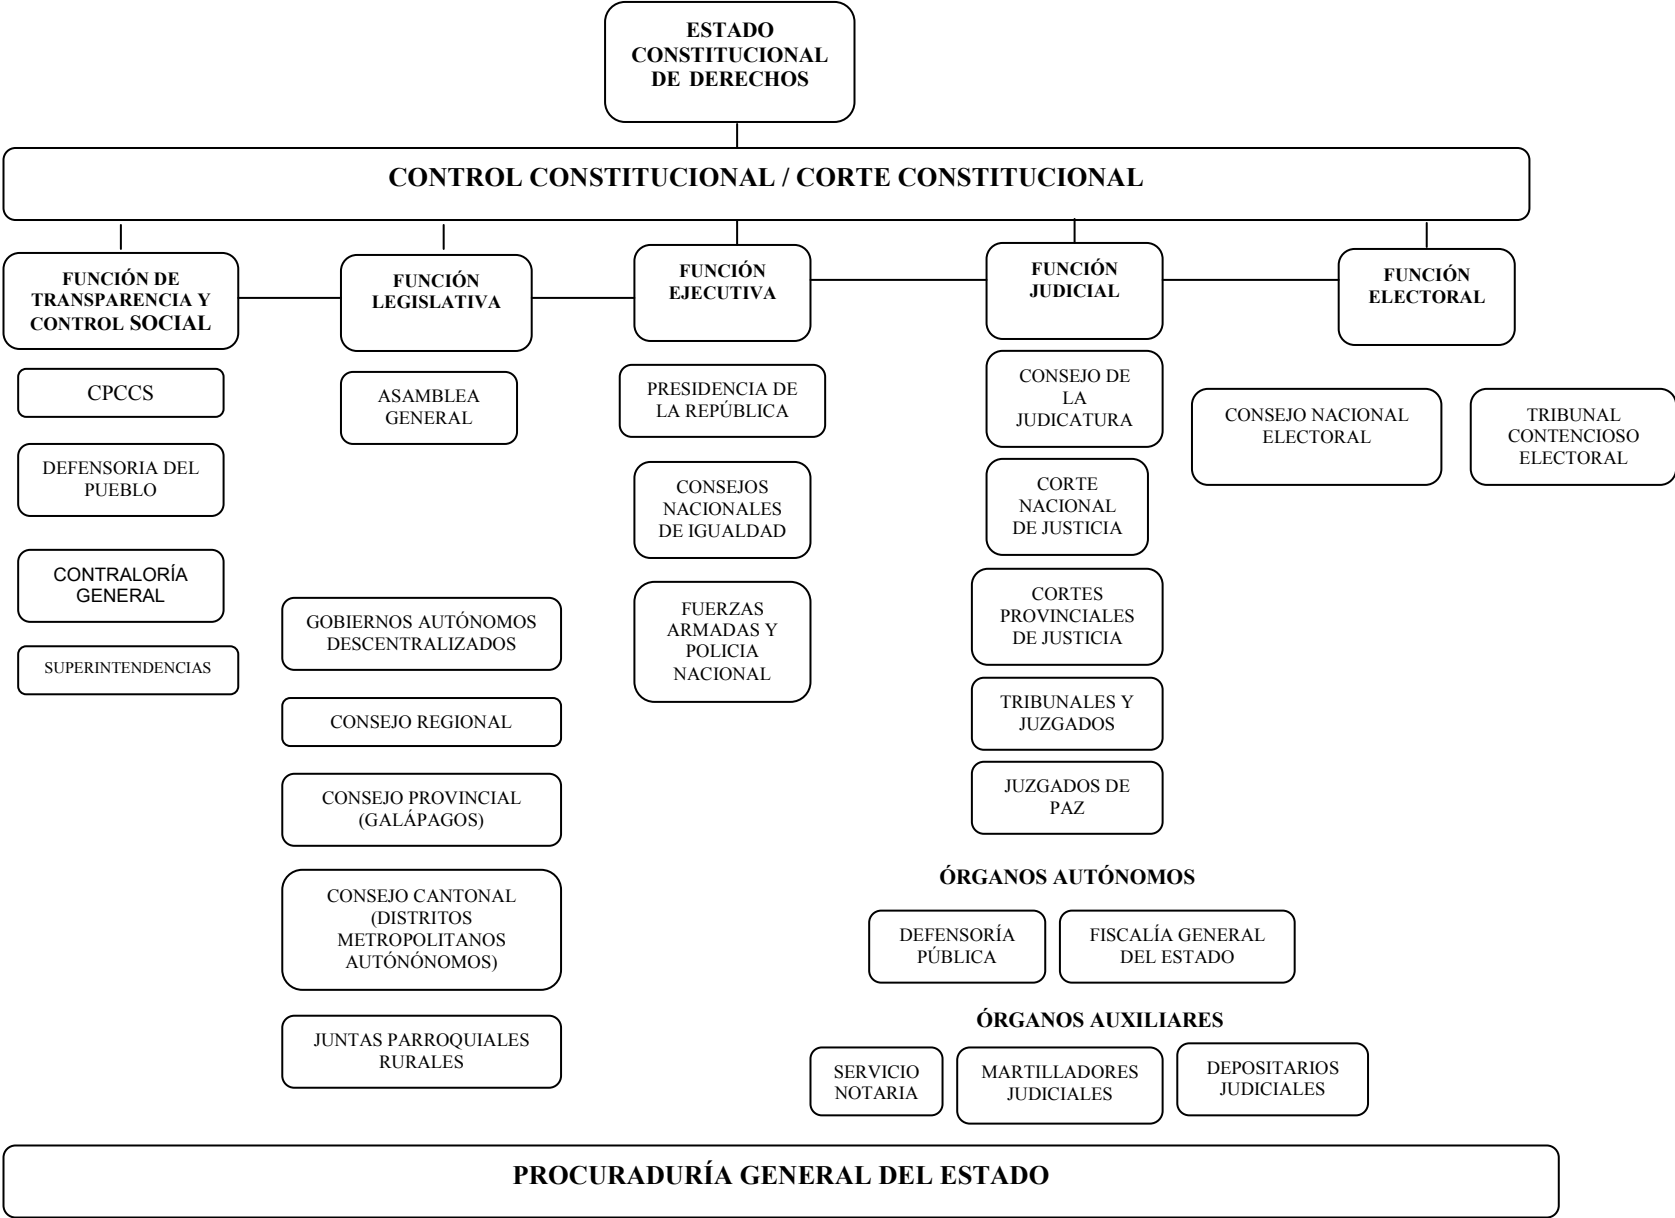 ESTADO
CONSTITUCIONAL
DE DERECHOS
CONTROL CONSTITUCIONAL / CORTE CONSTITUCIONAL
FUNCIÓN DE
TRANSPARENCIA Y
CONTROL SOCIAL
FUNCIÓN
LEGISLATIVA
FUNCIÓN
EJECUTIVA
FUNCIÓN
JUDICIAL
FUNCIÓN
ELECTORAL
CPCCS
DEFENSORIA DEL
PUEBLO
CONTRALORÍA
GENERAL
SUPERINTENDENCIAS
ASAMBLEA
GENERAL
GOBIERNOS AUTÓNOMOS
DESCENTRALIZADOS
CONSEJO REGIONAL
CONSEJO PROVINCIAL
(GALÁPAGOS)
CONSEJO CANTONAL
(DISTRITOS
METROPOLITANOS
AUTÓNÓNOMOS)
JUNTAS PARROQUIALES
RURALES
PRESIDENCIA DE
LA REPÚBLICA
CONSEJOS
NACIONALES
DE IGUALDAD
FUERZAS
ARMADAS Y
POLICIA
NACIONAL
CONSEJO DE
LA
JUDICATURA
CORTE
NACIONAL
DE JUSTICIA
CORTES
PROVINCIALES
DE JUSTICIA
TRIBUNALES Y
JUZGADOS
JUZGADOS DE
PAZ
CONSEJO NACIONAL
ELECTORAL
TRIBUNAL
CONTENCIOSO
ELECTORAL
ÓRGANOS AUTÓNOMOS
DEFENSORÍA
PÚBLICA
FISCALÍA GENERAL
DEL ESTADO
ÓRGANOS AUXILIARES
SERVICIO
NOTARIA
MARTILLADORES
JUDICIALES
DEPOSITARIOS
JUDICIALES
PROCURADURÍA GENERAL DEL ESTADO